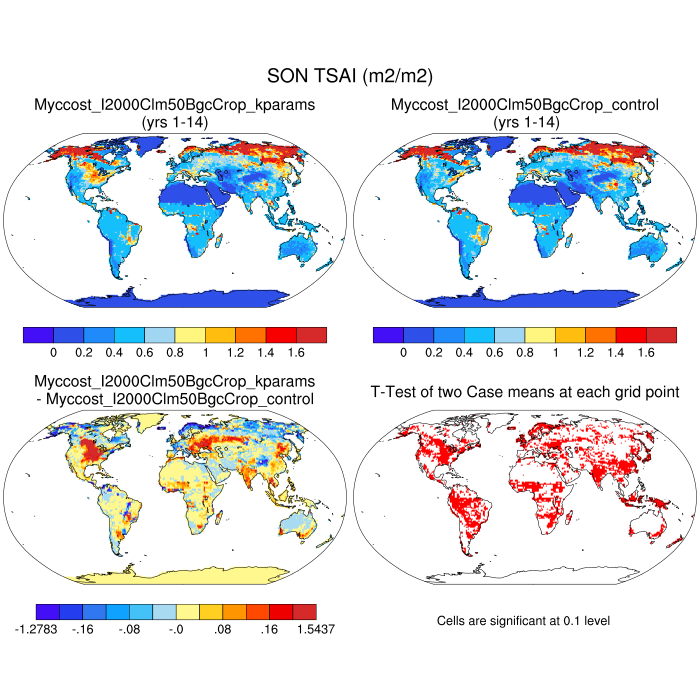 SON TSAI (m2/m2)
Myccost_I2000Clm50BgcCrop_kparams
(yrs 1-14)
Myccost_I2000Clm50BgcCrop_control
(yrs 1-14)
0 0.2 0.4 0.6 0.8 1 1.2 1.4 1.6
0 0.2 0.4 0.6 0.8 1 1.2 1.4 1.6
Myccost_I2000Clm50BgcCrop_kparams
- Myccost_I2000Clm50BgcCrop_control
T-Test of two Case means at each grid point
-1.2783 -.16 -.08 -.0 .08 .16 1.5437
Cells are significant at 0.1 level